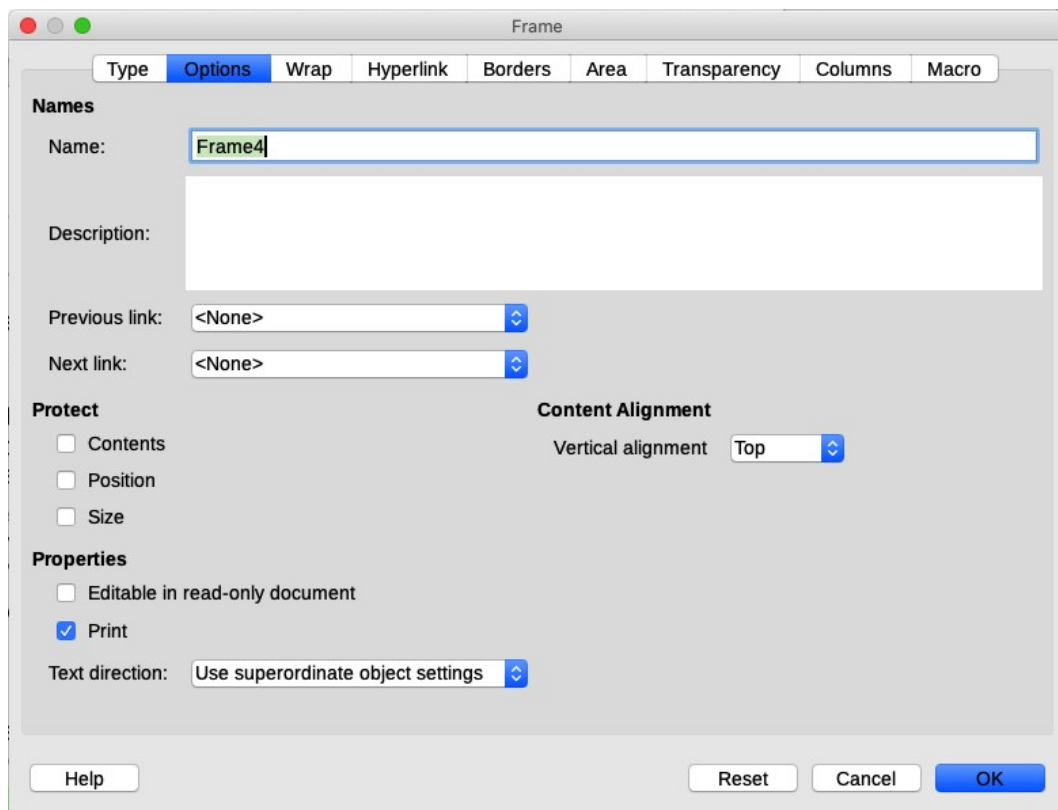 Frame
Type Options Wrap Hyperlink Borders Area Transparency Columns Macro
Names
Name: Frame4
Description:
Previous link: <None>
Next link: <None>
Protect
Content Alignment
Contents
Vertical alignment Top
Position
Size
Properties
Editable in read-only document
Print
Text direction: Use superordinate object settings
Help Reset Cancel OK